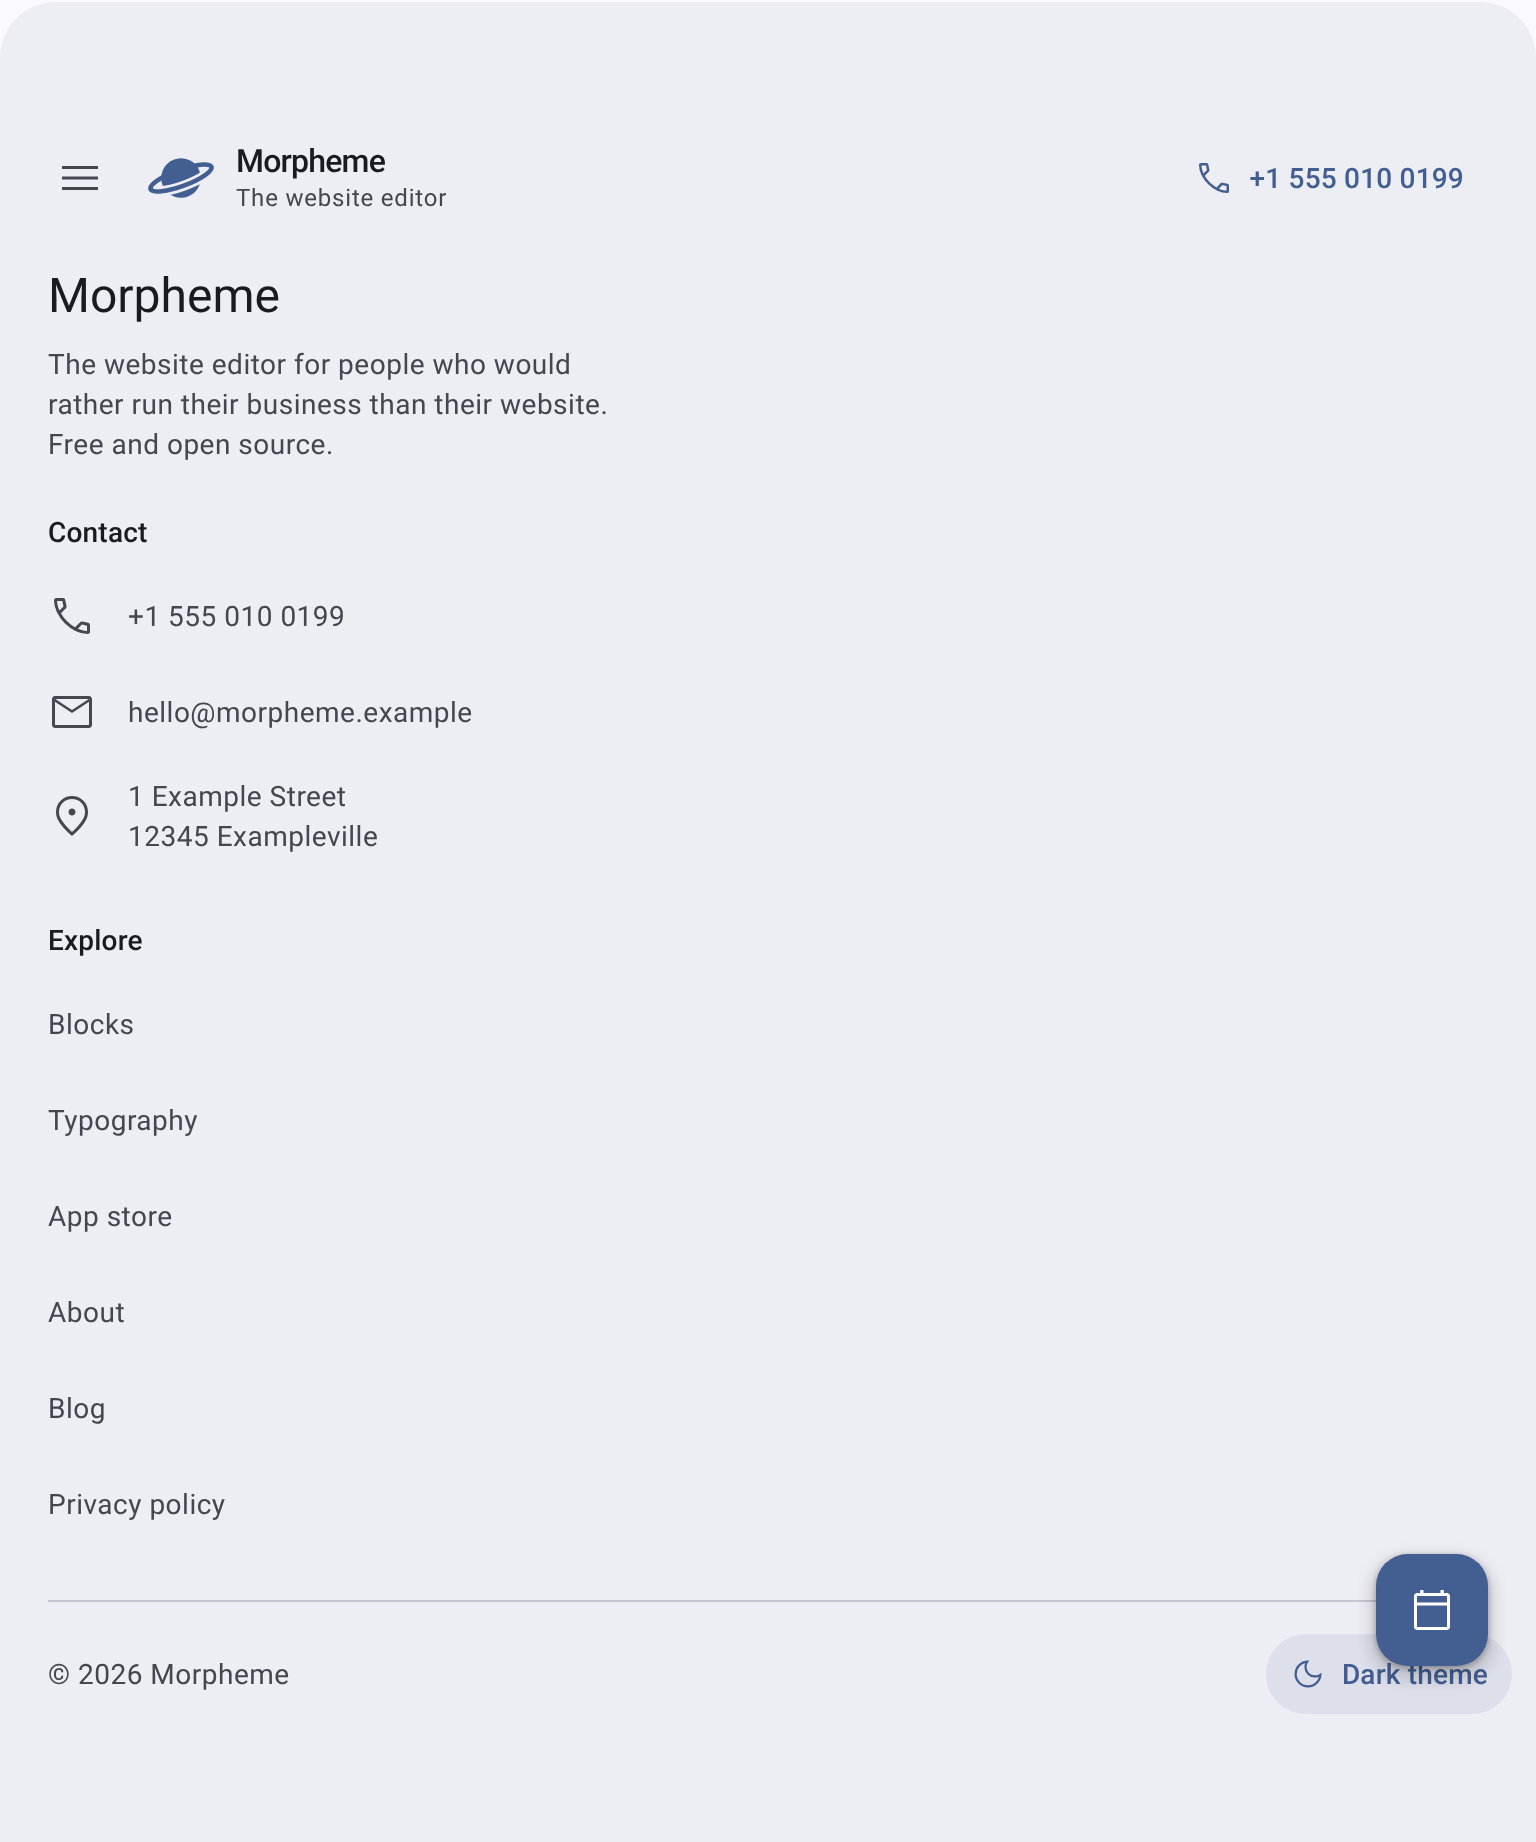 Morpheme
The website editor
+1 555 010 0199
Morpheme
The website editor for people who would
rather run their business than their website.
Free and open source.
Contact
+1 555 010 0199
hello@morpheme.example
1 Example Street
12345 Exampleville
Explore
Blocks
Typography
App store
About
Blog
Privacy policy
© 2026 Morpheme
Dark theme